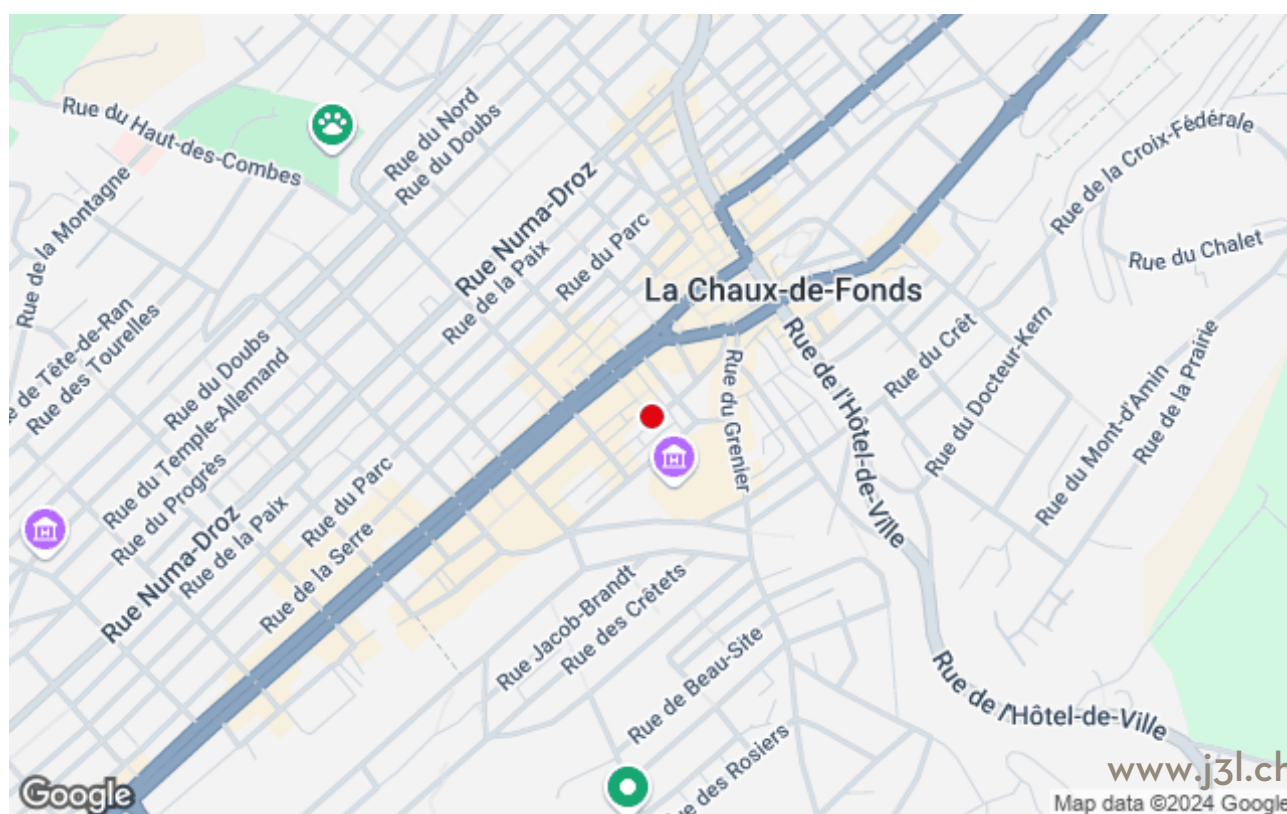 Rue du Haut-des-Combes
Rue du Nord
Rue du Doubs
Rue de la Croix-Fédérale
Rue de la Montagne
Rue Numa-Droz
Rue de la Paix
Rue du Parc
Rue du Chalet
La Chaux-de-Fonds
Rue de Tête-de-Ran
Rue des Tourelles
Rue du Doubs
Rue du Temple-Allemand
Rue du Progrès
Rue du Grenier
Rue de l'Hôtel-de-Ville
Rue du Crêt
Rue du Docteur-Kern
Rue du Mont-d'Amin
Rue de la Prairie
Rue Numa-Droz
Rue de la Paix
Rue du Parc
Rue de la Serre
Rue Jacob-Brandt
Rue des Crêtets
Rue de Beau-Site
Rue des Rosiers
Rue de l'Hôtel-de-Ville
www.j3l.ch
Google
Map data ©2024 Google